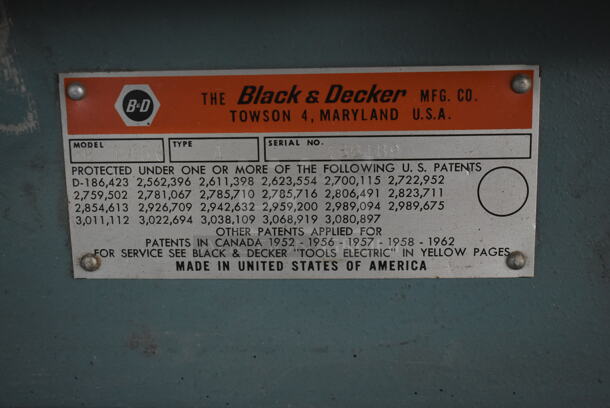 B&D
THE Black & Decker MFG. CO.
TOWSON 4, MARYLAND U.S.A.
MODEL TYPE SERIAL NO.
PROTECTED UNDER ONE OR MORE OF THE FOLLOWING U.S. PATENTS
D-186,423 2,562,396 2,611,398 2,623,554 2,700,115 2,722,952
2,759,502 2,781,067 2,785,710 2,785,716 2,806,491 2,823,711
2,854,613 2,926,709 2,942,632 2,959,200 2,989,094 2,989,675
3,011,112 3,022,694 3,038,109 3,068,919 3,080,897
OTHER PATENTS APPLIED FOR
PATENTS IN CANADA 1952 - 1956 - 1957 - 1958 - 1962
FOR SERVICE SEE BLACK & DECKER "TOOLS ELECTRIC" IN YELLOW PAGES
MADE IN UNITED STATES OF AMERICA